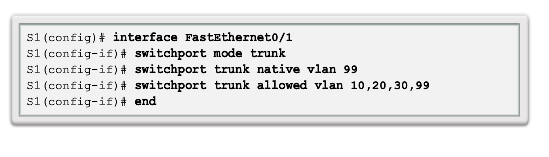 S1(config)# interface FastEthernet0/1
S1(config-if)# switchport mode trunk
S1(config-if)# switchport trunk native vlan 99
S1(config-if)# switchport trunk allowed vlan 10,20,30,99
S1(config-if)# end